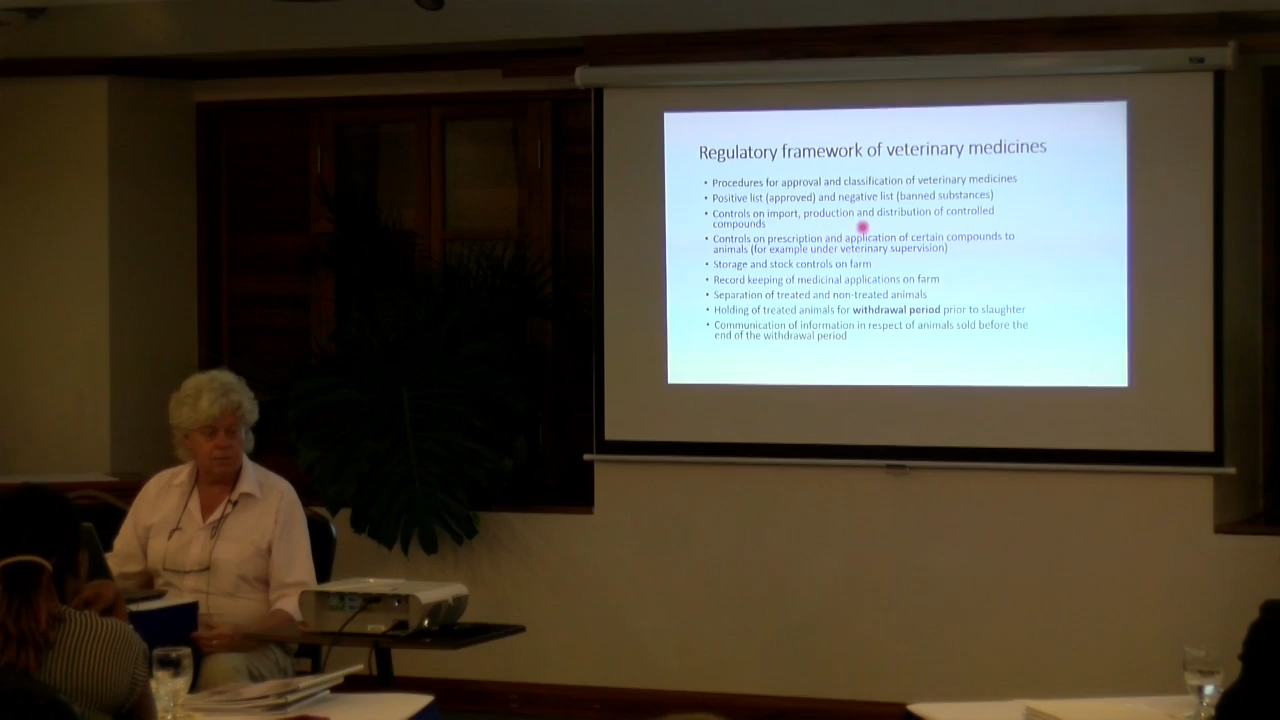 Regulatory framework of veterinary medicines
• Procedures for approval and classification of veterinary medicines
• Positive list (approved) and negative list (banned substances)
• Controls on import, production and distribution of controlled
compounds
• Controls on prescription and application of certain compounds to
animals (for example under veterinary supervision)
• Storage and stock controls on farm
• Record keeping of medicinal applications on farm
• Separation of treated and non-treated animals
• Holding of treated animals for withdrawal period prior to slaughter
• Communication of information in respect of animals sold before the
end of the withdrawal period